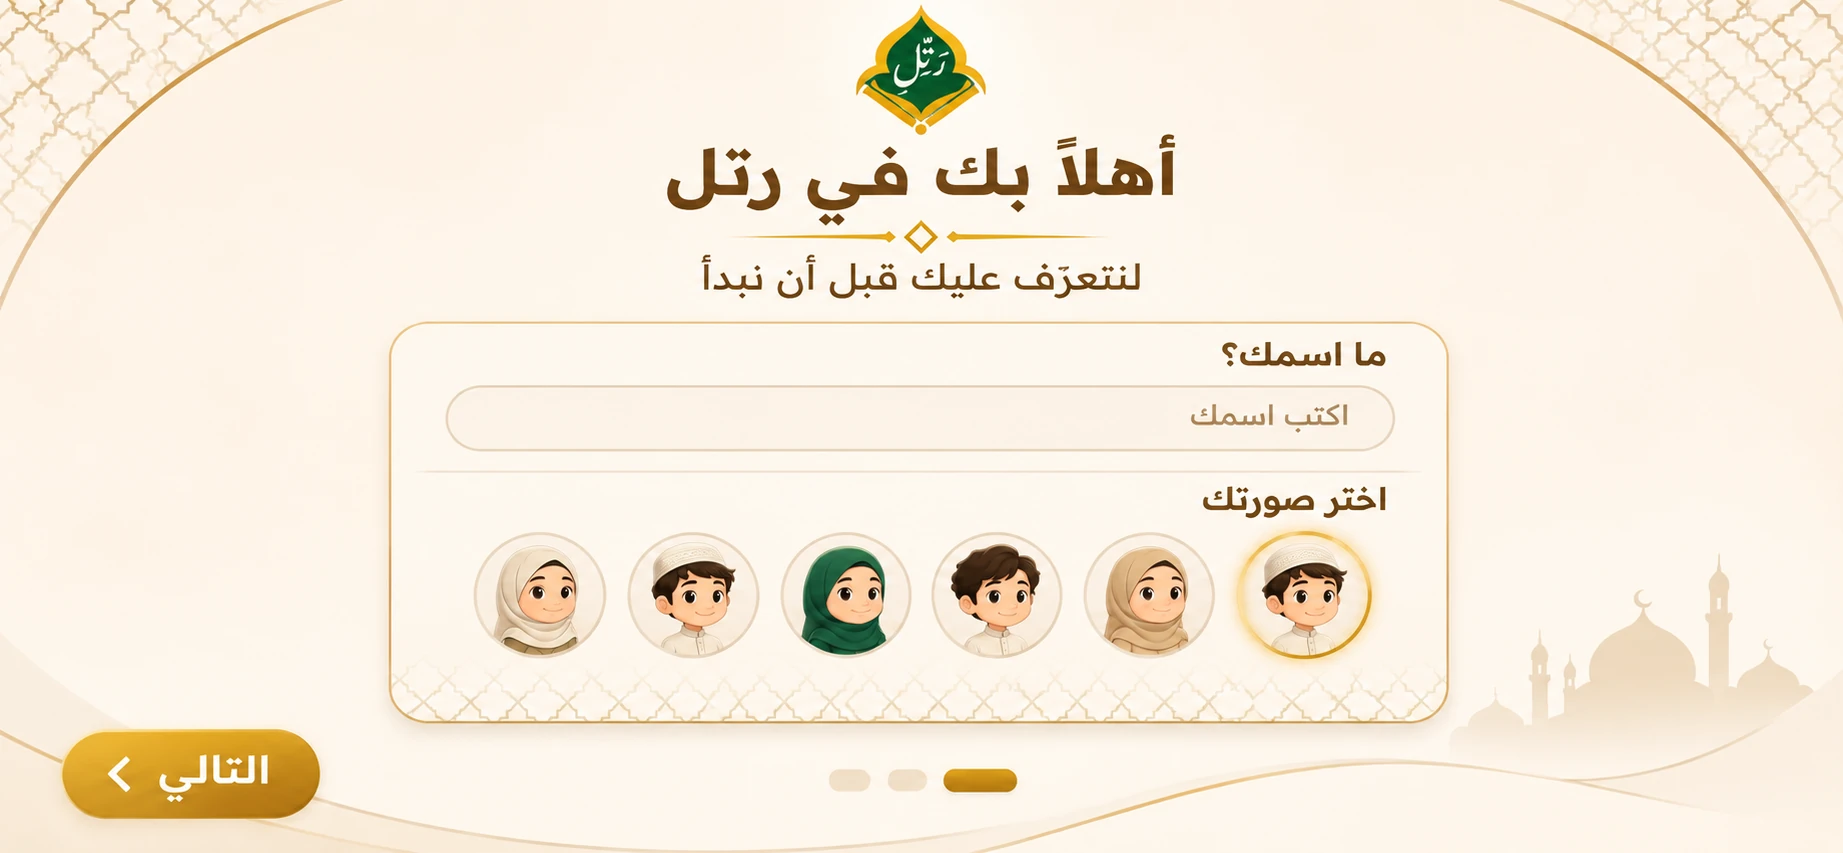 رَتِّلِ
أهلاً بك في رتل
لنتعرّف عليك قبل أن نبدأ
ما اسمك؟
اكتب اسمك
اختر صورتك
التالي